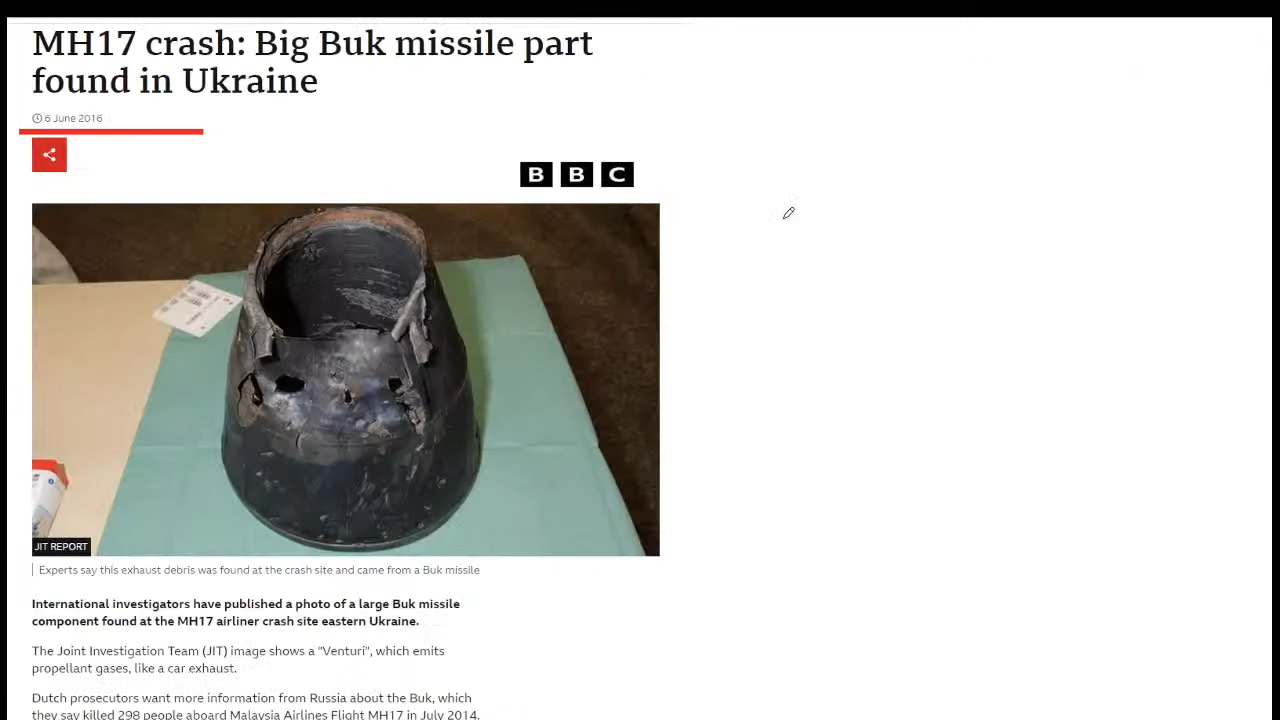 MH17 crash: Big Buk missile part
found in Ukraine
6 June 2016
B B C
JIT REPORT
Experts say this exhaust debris was found at the crash site and came from a Buk missile
International investigators have published a photo of a large Buk missile
component found at the MH17 airliner crash site eastern Ukraine.
The Joint Investigation Team (JIT) image shows a "Venturi", which emits
propellant gases, like a car exhaust.
Dutch prosecutors want more information from Russia about the Buk, which
they say killed 298 people aboard Malaysia Airlines Flight MH17 in July 2014.